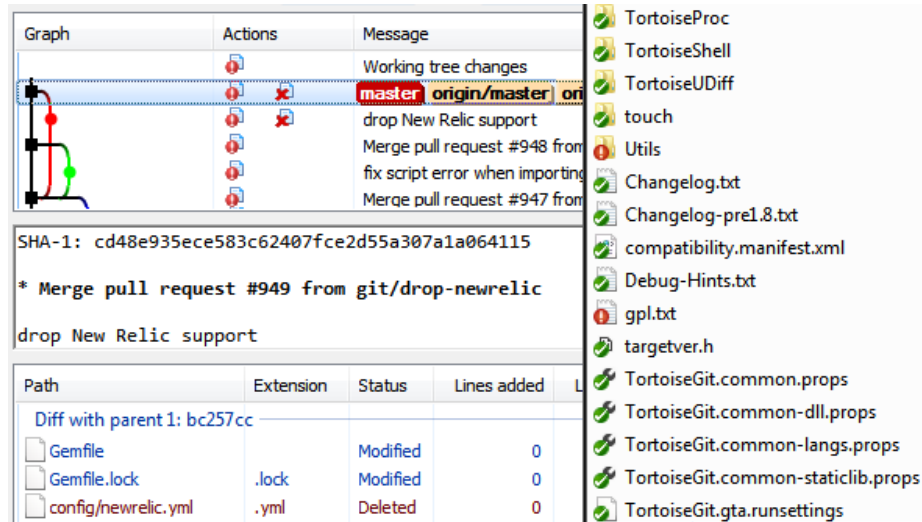 Graph Actions Message
Working tree changes
master origin/master ori
drop New Relic support
Merge pull request #948 from
fix script error when importing
Merge pull request #947 from
SHA-1: cd48e935ece583c62407fce2d55a307a1a064115
* Merge pull request #949 from git/drop-newrelic
drop New Relic support
Path Extension Status Lines added L
Diff with parent 1: bc257cc
Gemfile Modified 0
Gemfile.lock .lock Modified 0
config/newrelic.yml .yml Deleted 0
TortoiseProc
TortoiseShell
TortoiseUDiff
touch
Utils
Changelog.txt
Changelog-pre1.8.txt
compatibility.manifest.xml
Debug-Hints.txt
gpl.txt
targetver.h
TortoiseGit.common.props
TortoiseGit.common-dll.props
TortoiseGit.common-langs.props
TortoiseGit.common-staticlib.props
TortoiseGit.gta.runsettings